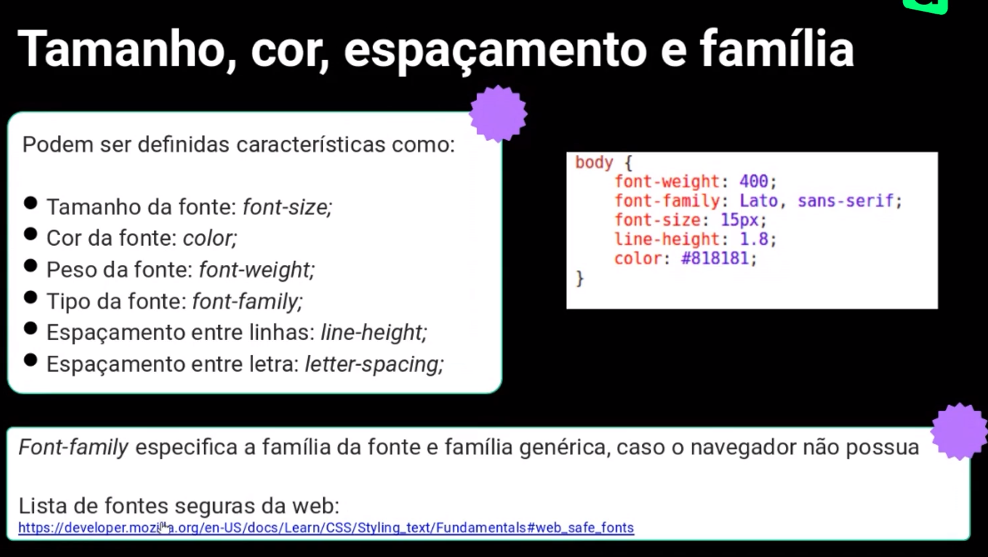 Tamanho, cor, espaçamento e família
Podem ser definidas características como:
● Tamanho da fonte: font-size;
● Cor da fonte: color;
● Peso da fonte: font-weight;
● Tipo da fonte: font-family;
● Espaçamento entre linhas: line-height;
● Espaçamento entre letra: letter-spacing;
body {
    font-weight: 400;
    font-family: Lato, sans-serif;
    font-size: 15px;
    line-height: 1.8;
    color: #818181;
}
Font-family especifica a família da fonte e família genérica, caso o navegador não possua
Lista de fontes seguras da web:
https://developer.mozilla.org/en-US/docs/Learn/CSS/Styling_text/Fundamentals#web_safe_fonts